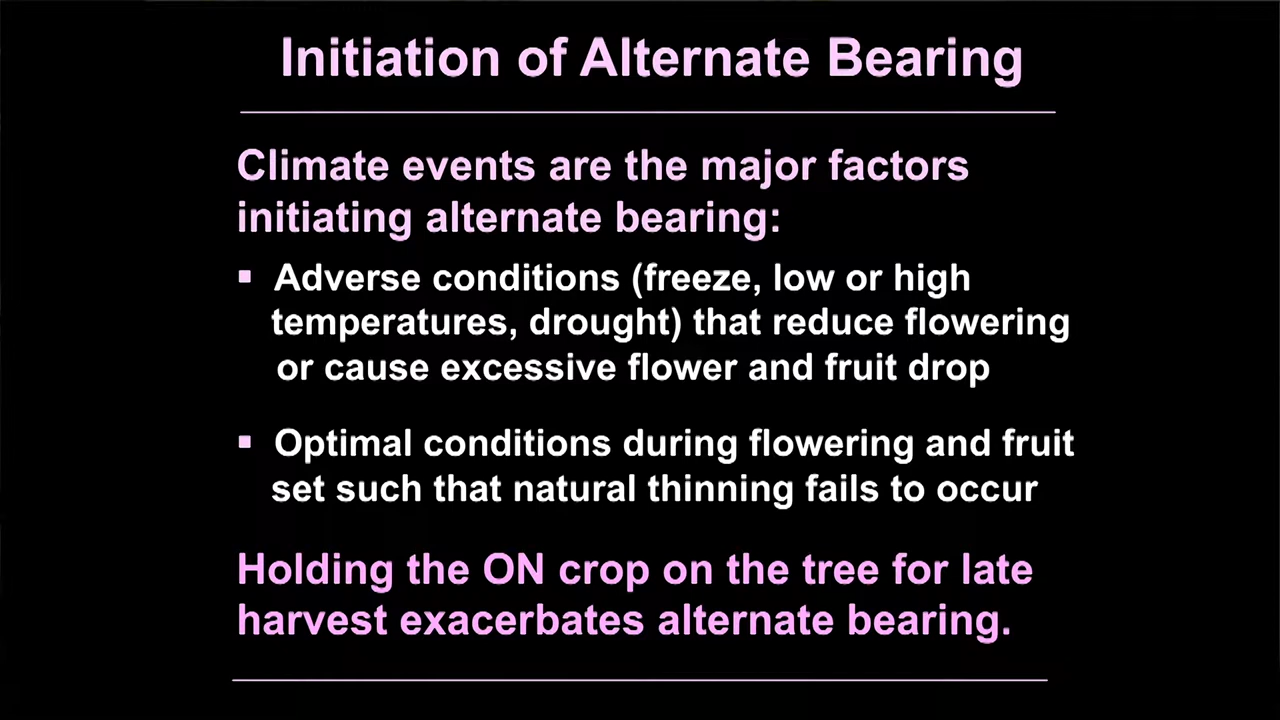 Initiation of Alternate Bearing
Climate events are the major factors
initiating alternate bearing:
▪ Adverse conditions (freeze, low or high
temperatures, drought) that reduce flowering
or cause excessive flower and fruit drop
▪ Optimal conditions during flowering and fruit
set such that natural thinning fails to occur
Holding the ON crop on the tree for late
harvest exacerbates alternate bearing.